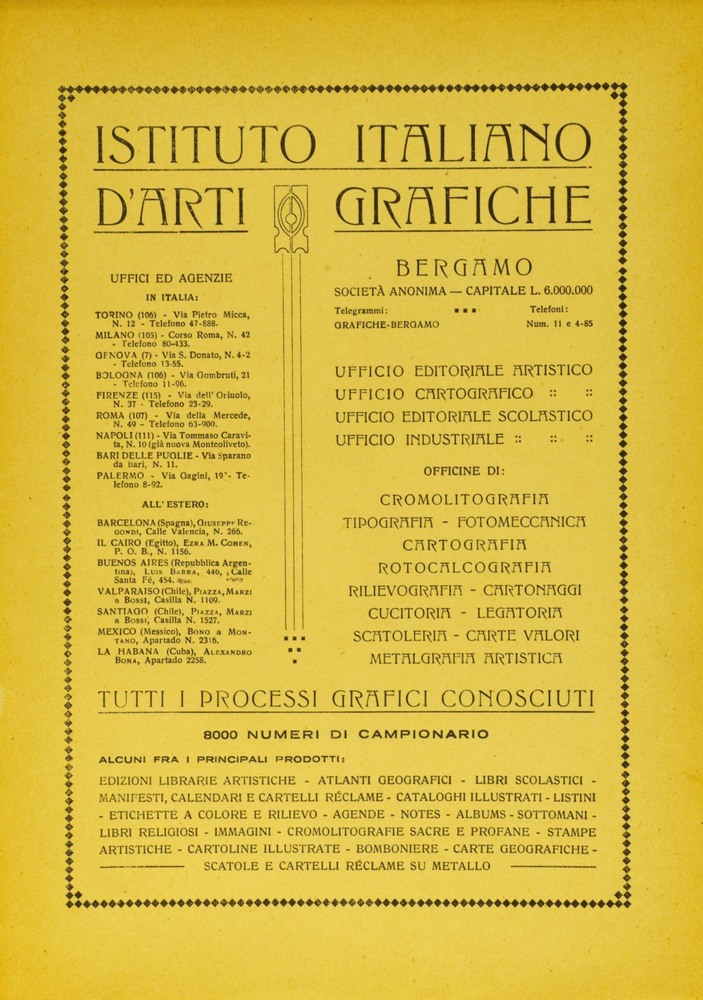 ISTITUTO ITALIANO
D'ARTI GRAFICHE
UFFICI ED AGENZIE
IN ITALIA:
TORINO (106) - Via Pietro Micca,
N. 12 - Telefono 47-888.
MILANO (105) - Corso Roma, N. 42
- Telefono 80-433.
GENOVA (7) - Via S. Donato, N. 4-2
- Telefono 13-55.
BOLOGNA (106) - Via Gombruti, 21
- Telefono 11-96.
FIRENZE (115) - Via dell' Oriuolo,
N. 37 - Telefono 23-29.
ROMA (107) - Via della Mercede,
N. 49 - Telefono 63-900.
NAPOLI (111) - Via Tommaso Caravi-
ta, N. 10 (già nuova Monteoliveto).
BARI DELLE PUGLIE - Via Sparano
da Bari, N. 11.
PALERMO - Via Gagini, 19 - Te-
lefono 8-92.
ALL' ESTERO:
BARCELONA (Spagna), GIUSEPPE RE-
GONDI, Calle Valencia, N. 266.
IL CAIRO (Egitto), EZRA M. COHEN,
P. O. B., N. 1156.
BUENOS AIRES (Repubblica Argen-
tina), LUIS BARRA, 446, Calle
Santa Fé, 454.
VALPARAISO (Chile), PIAZZA, MARZI
a BOSSI, Casilla N. 1109.
SANTIAGO (Chile), PIAZZA, MARZI
a BOSSI, Casilla N. 1527.
MEXICO (Messico), BONO a MON-
TANO, Apartado N. 2316.
LA HABANA (Cuba), ALEXANDRO
BONA, Apartado 2258.
BERGAMO
SOCIETÀ ANONIMA — CAPITALE L. 6.000.000
Telegrammi: Telefoni:
GRAFICHE-BERGAMO Num. 11 e 4-85
UFFICIO EDITORIALE ARTISTICO
UFFICIO CARTOGRAFICO :: ::
UFFICIO EDITORIALE SCOLASTICO
UFFICIO INDUSTRIALE :: :: ::
OFFICINE DI:
CROMOLITOGRAFIA
TIPOGRAFIA - FOTOMECCANICA
CARTOGRAFIA
ROTOCALCOGRAFIA
RILIEVOGRAFIA - CARTONAGGI
CUCITORIA - LEGATORIA
SCATOLERIA - CARTE VALORI
METALGRAFIA ARTISTICA
TUTTI I PROCESSI GRAFICI CONOSCIUTI
8000 NUMERI DI CAMPIONARIO
ALCUNI FRA I PRINCIPALI PRODOTTI:
EDIZIONI LIBRARIE ARTISTICHE - ATLANTI GEOGRAFICI - LIBRI SCOLASTICI -
MANIFESTI, CALENDARI E CARTELLI RÉCLAME - CATALOGHI ILLUSTRATI - LISTINI
- ETICHETTE A COLORE E RILIEVO - AGENDE - NOTES - ALBUMS - SOTTOMANI -
LIBRI RELIGIOSI - IMMAGINI - CROMOLITOGRAFIE SACRE E PROFANE - STAMPE
ARTISTICHE - CARTOLINE ILLUSTRATE - BOMBONIERE - CARTE GEOGRAFICHE -
SCATOLE E CARTELLI RÉCLAME SU METALLO